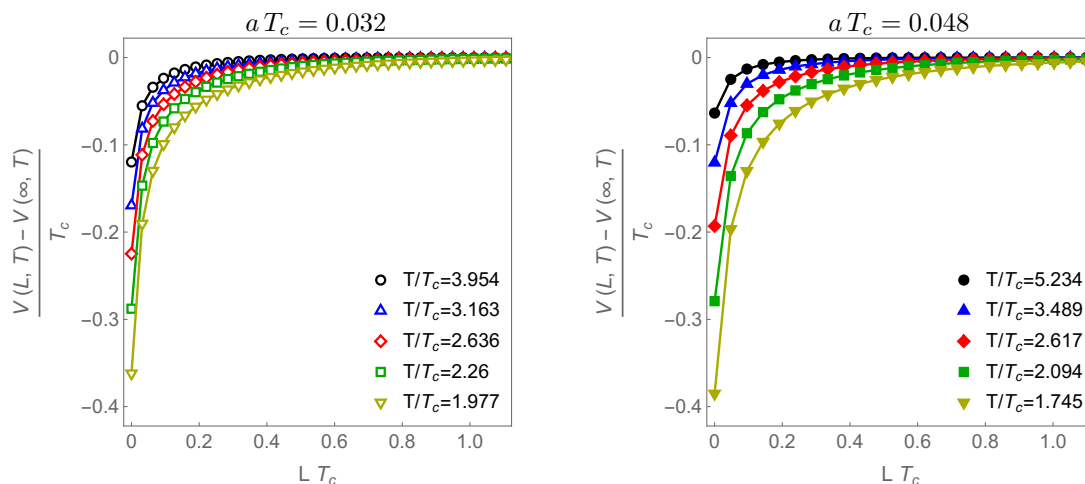 a T_c = 0.032
V (L, T) − V (∞, T)
T_c
0
−0.1
−0.2
−0.3
−0.4
T/T_c=3.954
T/T_c=3.163
T/T_c=2.636
T/T_c=2.26
T/T_c=1.977
0 0.2 0.4 0.6 0.8 1.0
L T_c
a T_c = 0.048
V (L, T) − V (∞, T)
T_c
0
−0.1
−0.2
−0.3
−0.4
T/T_c=5.234
T/T_c=3.489
T/T_c=2.617
T/T_c=2.094
T/T_c=1.745
0 0.2 0.4 0.6 0.8 1.0
L T_c